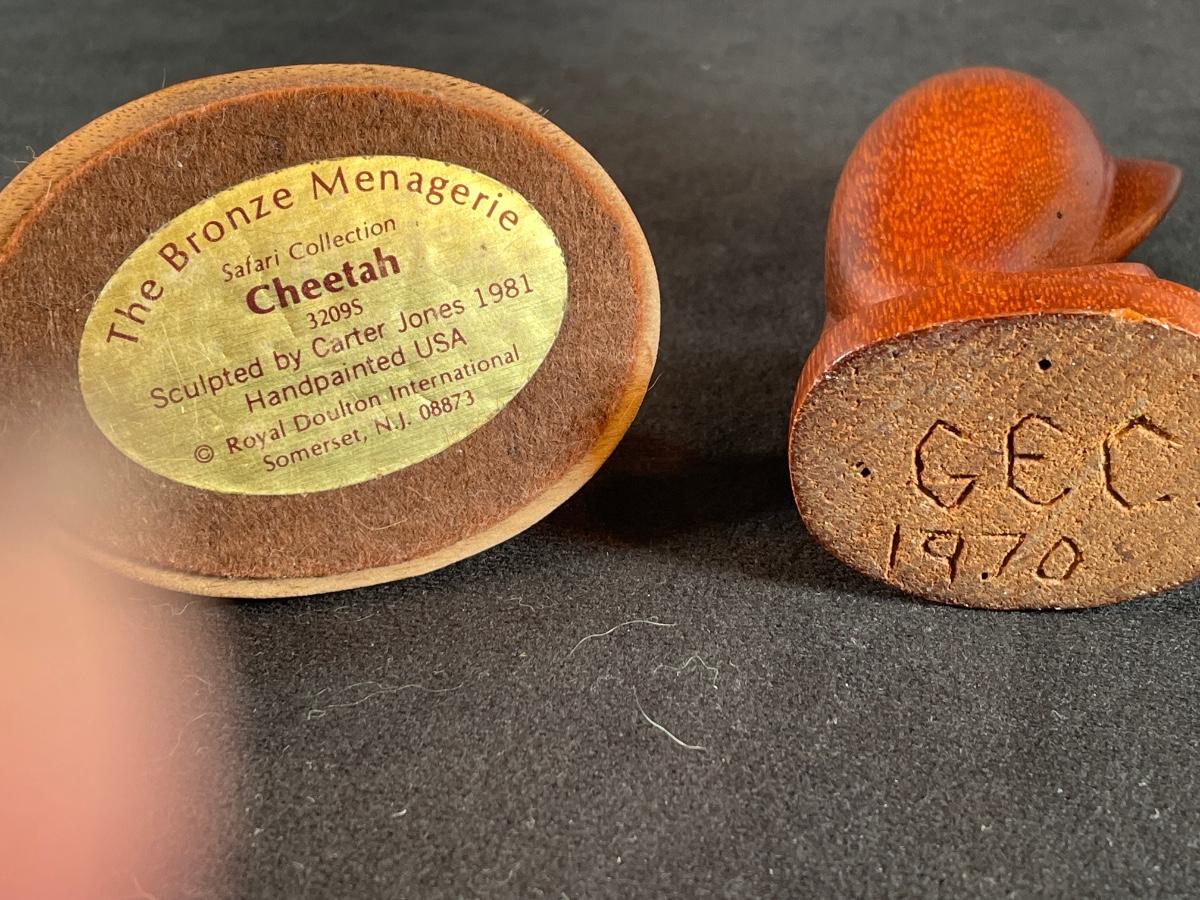 The Bronze Menagerie
Safari Collection
Cheetah
3209S
Sculpted by Carter Jones 1981
Handpainted USA
© Royal Doulton International
Somerset, N.J. 08873
GEC
1970